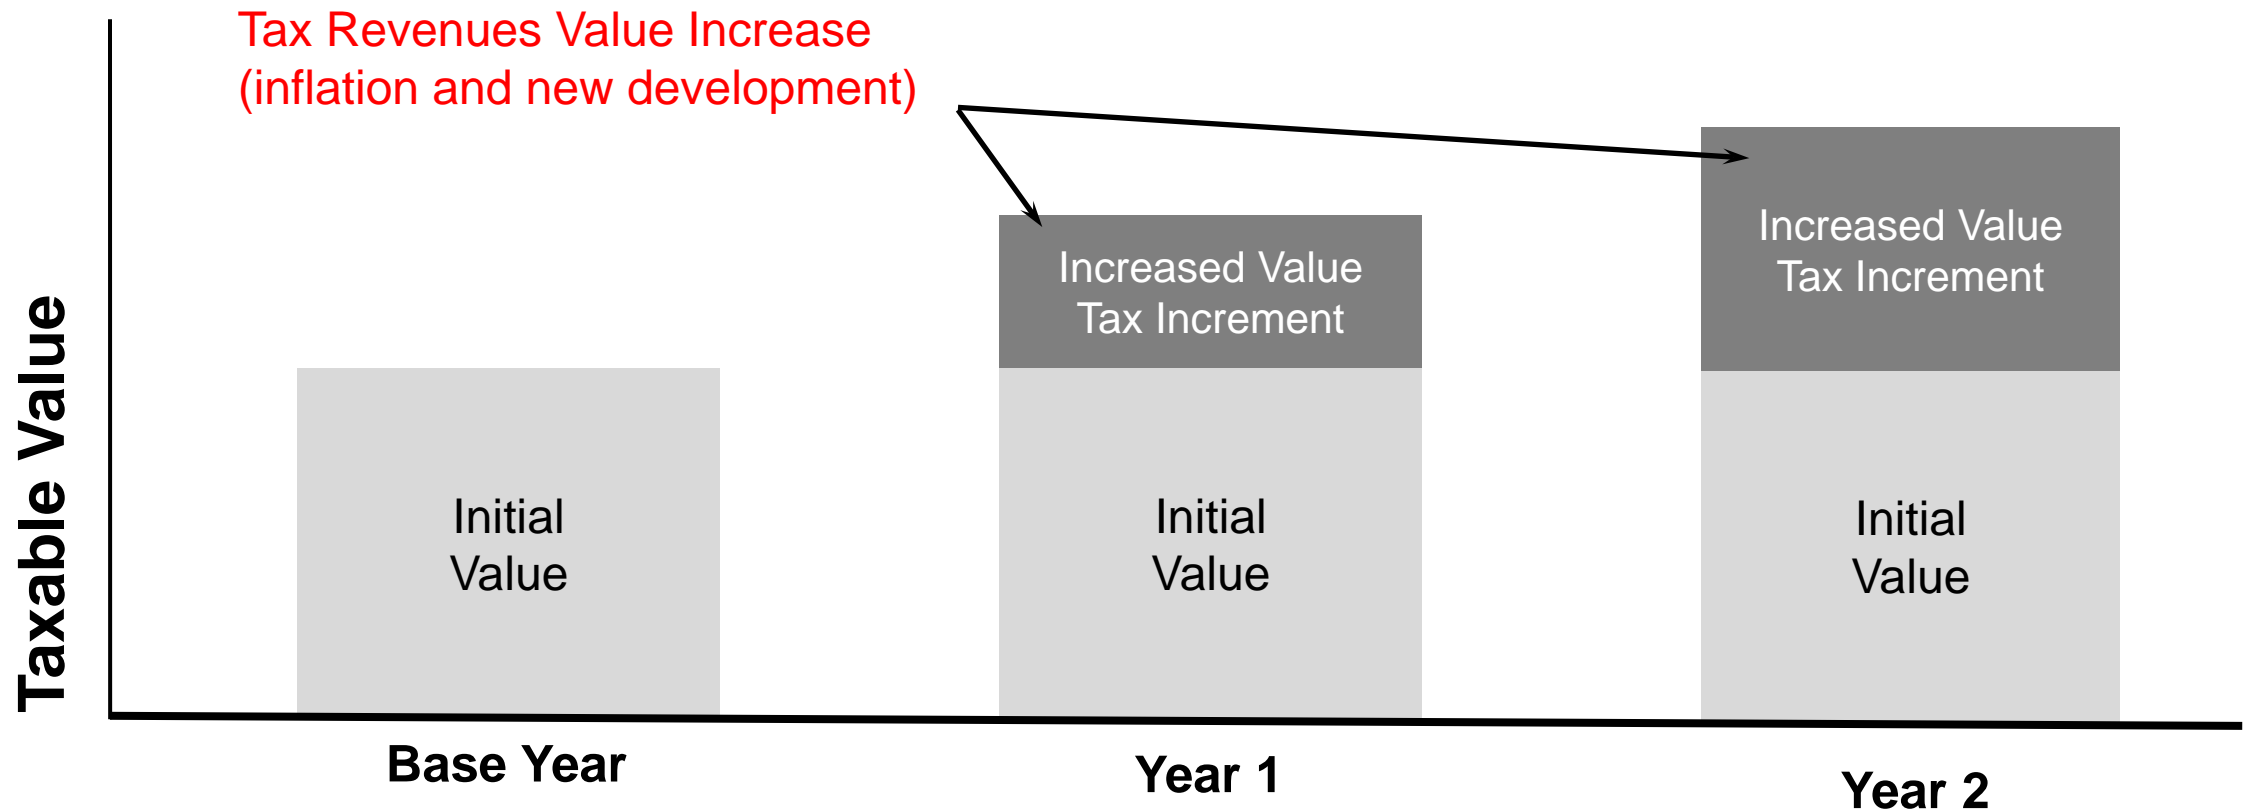 Tax Revenues Value Increase
(inflation and new development)
Taxable Value
Increased Value
Tax Increment
Increased Value
Tax Increment
Initial
Value
Initial
Value
Initial
Value
Base Year
Year 1
Year 2